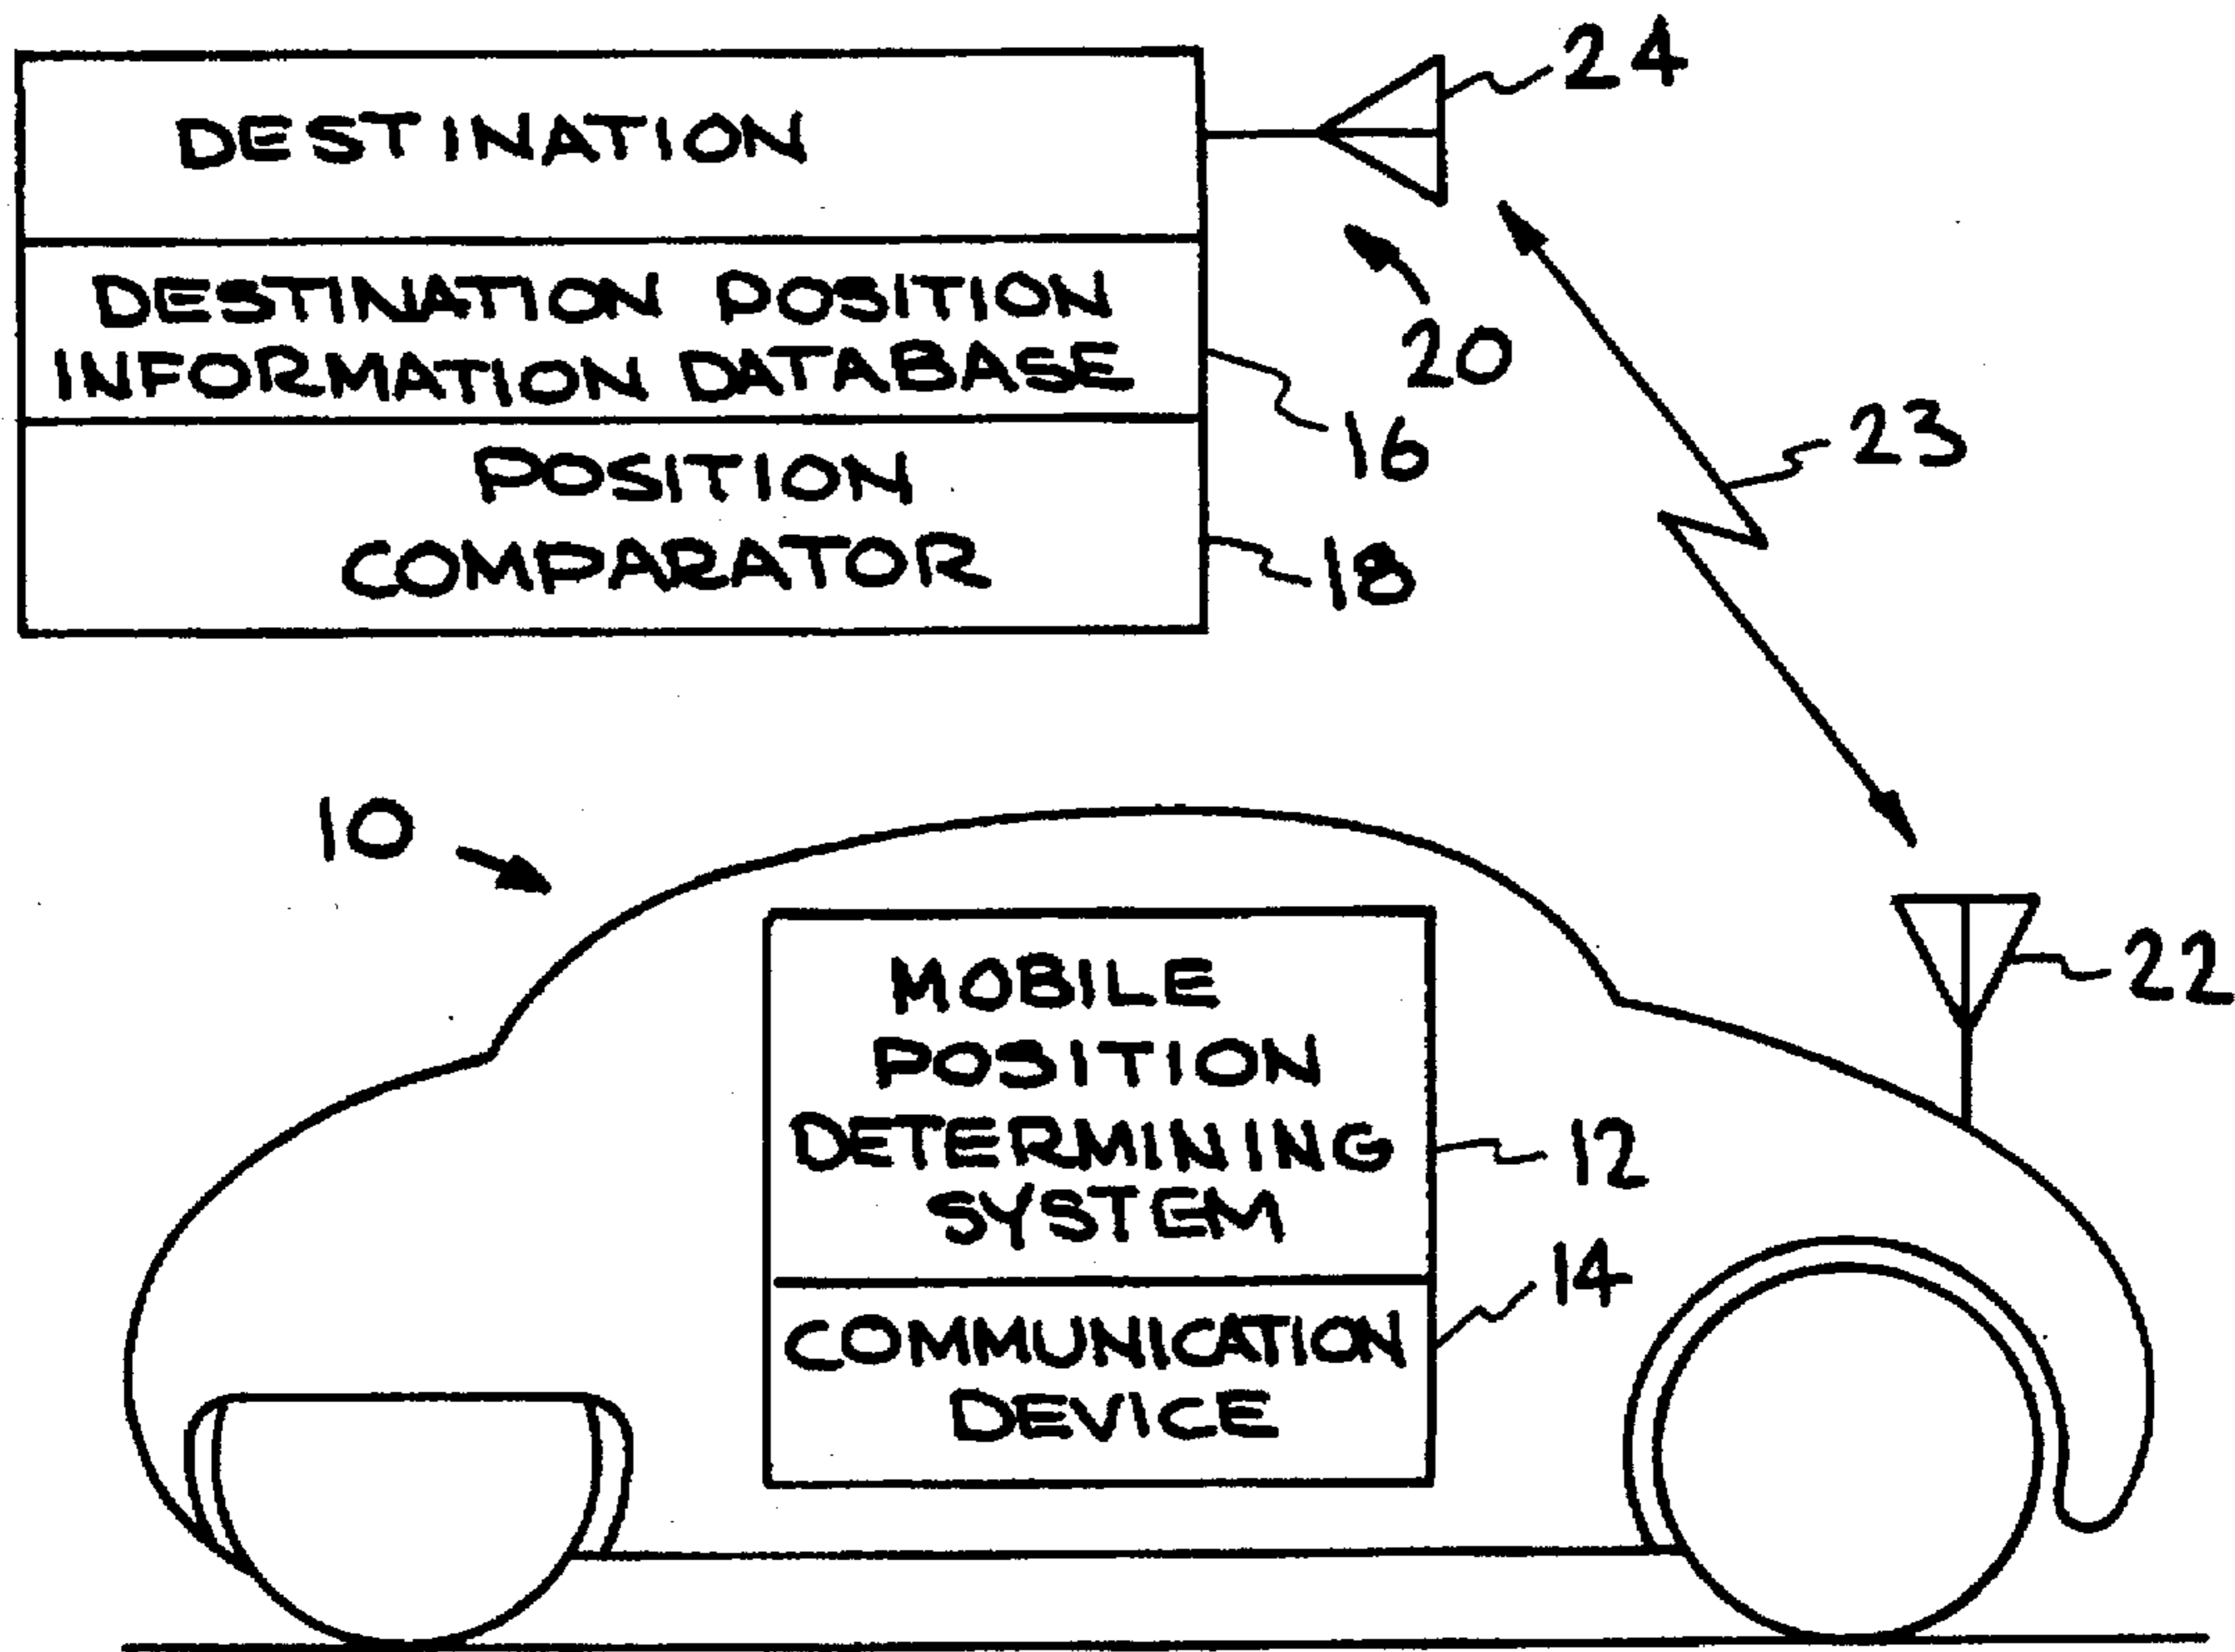 24
DESTINATION
DESTINATION POSITION
INFORMATION DATABASE
20
16
23
POSITION
COMPARATOR
18
10
MOBILE
POSITION
DETERMINING
SYSTEM
22
12
14
COMMUNICATION
DEVICE